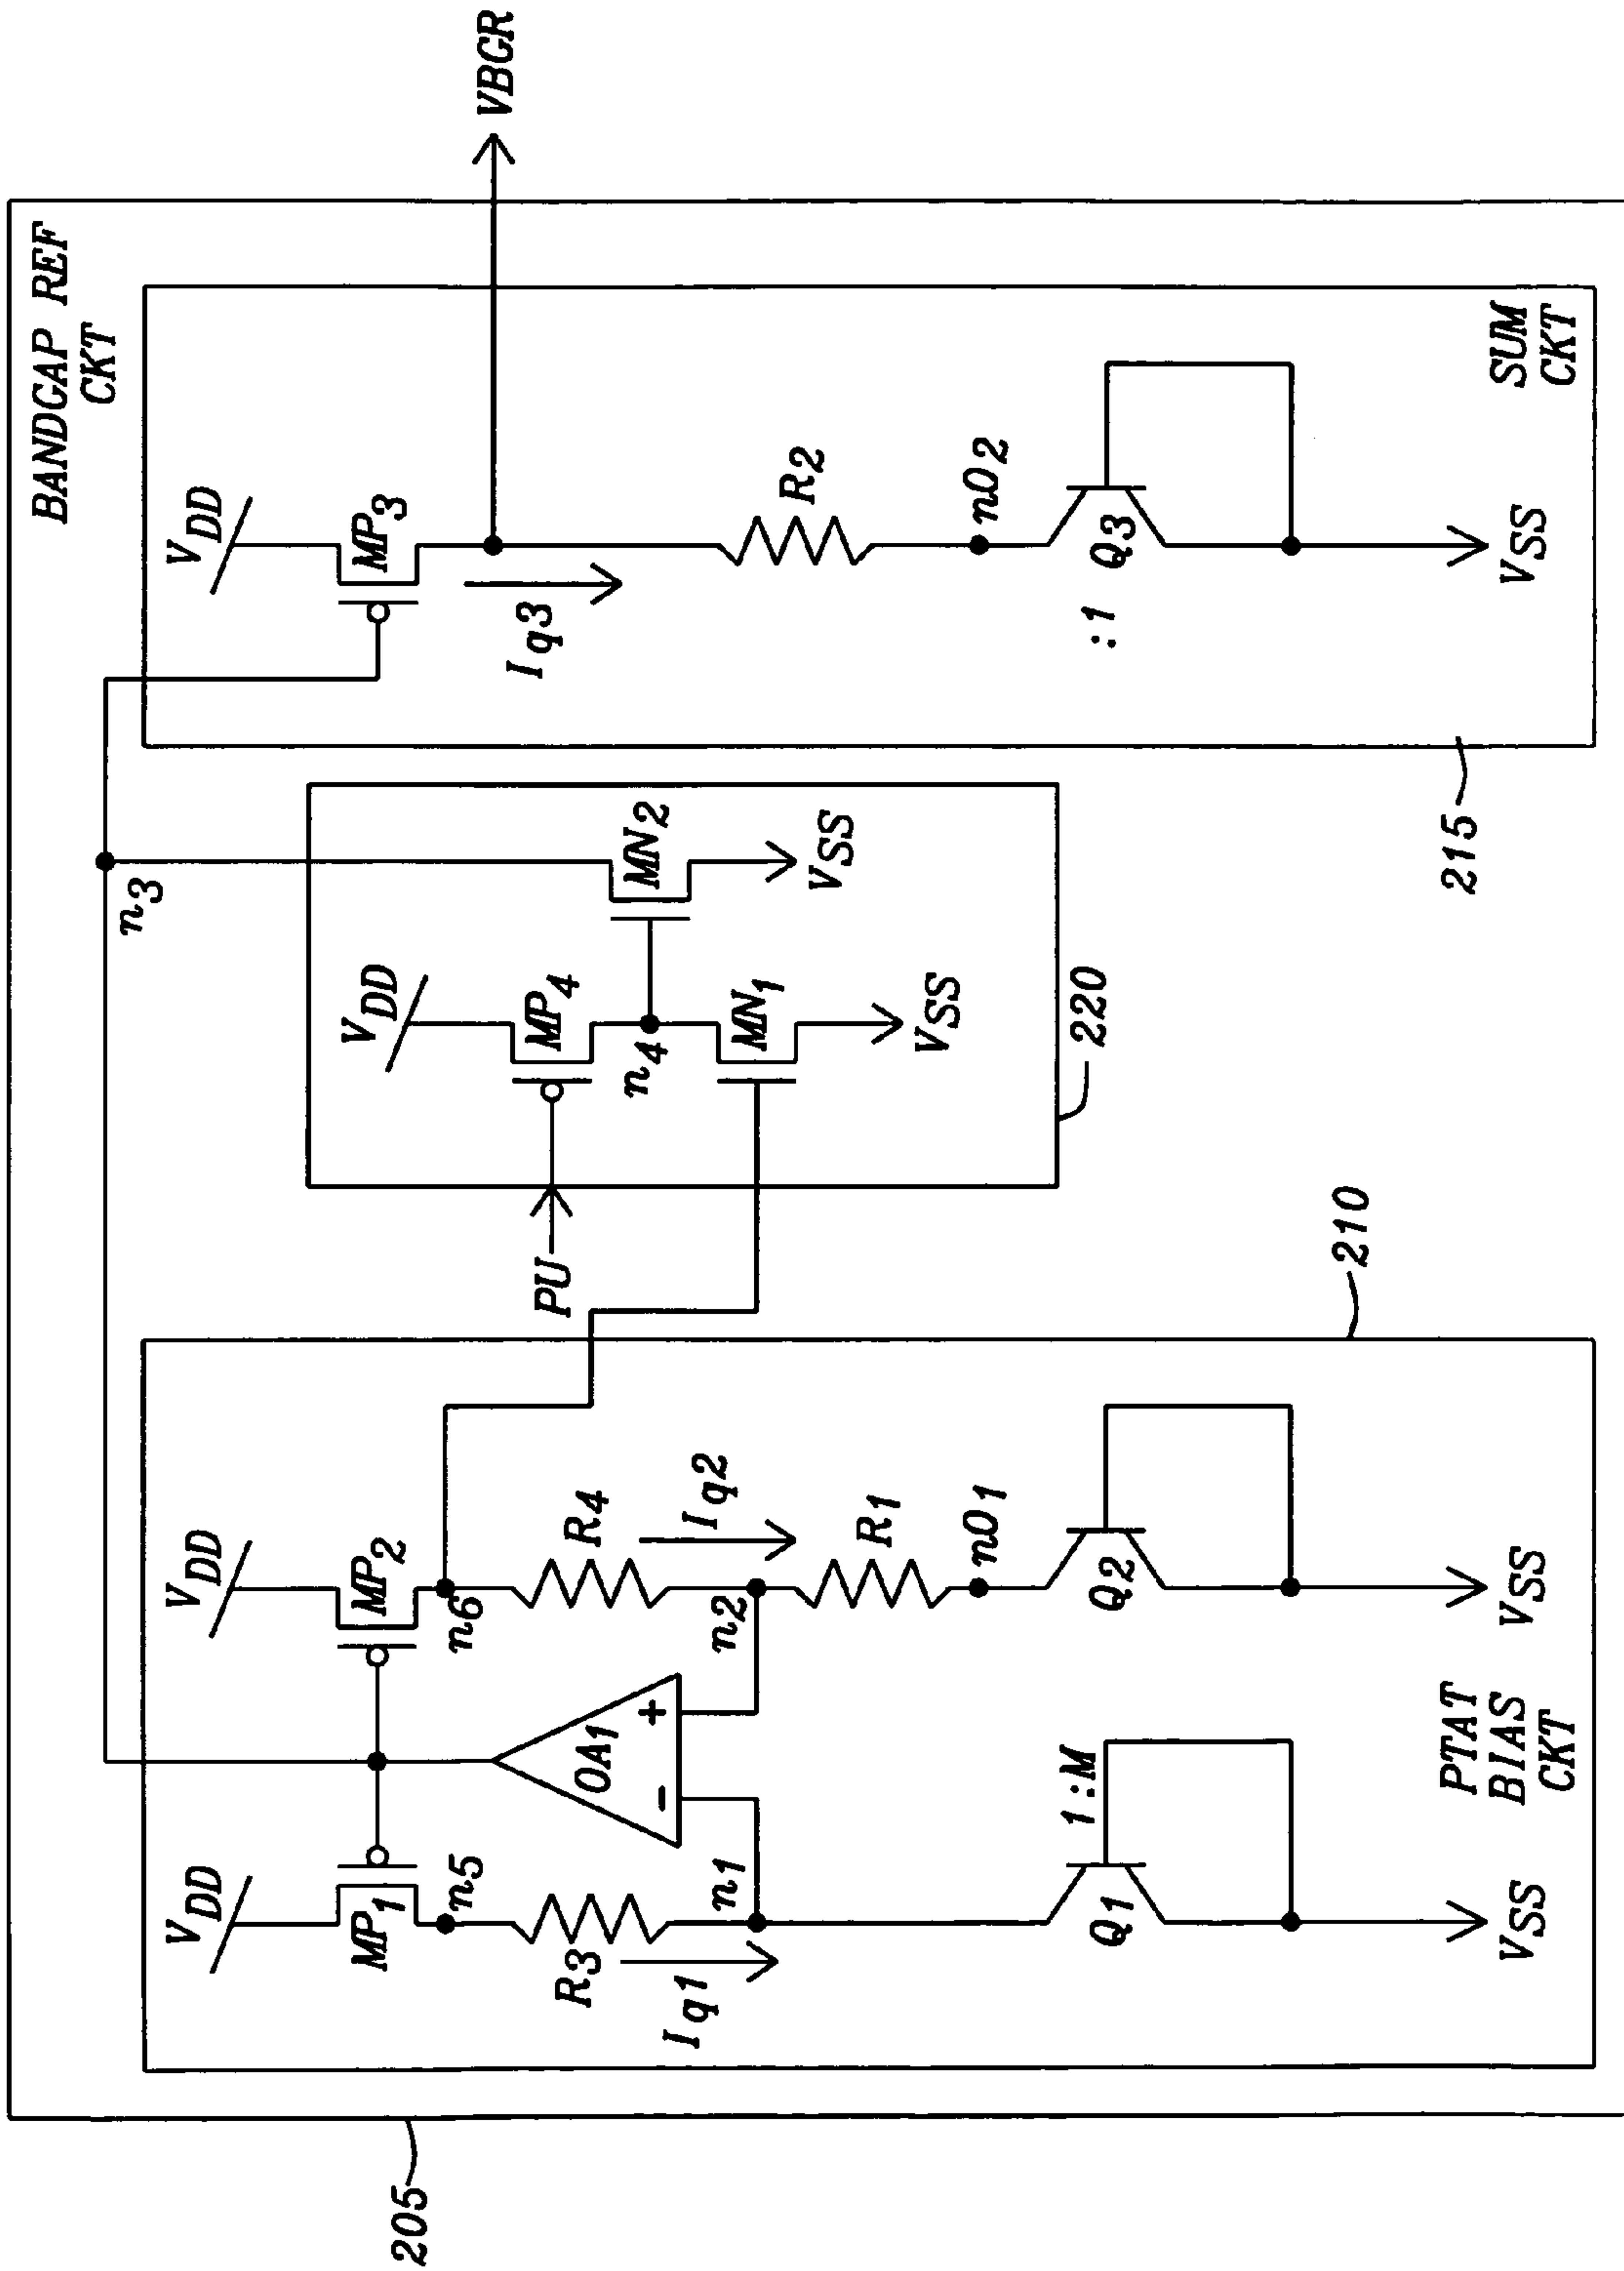 BANDGAP REF
CKT
205
VDD
MP1
n5
R3
Iq1
n1
Q1
1:M
VSS
OA1
-
+
VDD
MP2
n6
R4
Iq2
n2
R1
n01
Q2
VSS
PTAT
BIAS
CKT
210
n3
PU
VDD
MP4
n4
MN1
VSS
MN2
VSS
220
VDD
MP3
Iq3
VBGR
R2
n02
:1
Q3
VSS
SUM
CKT
215